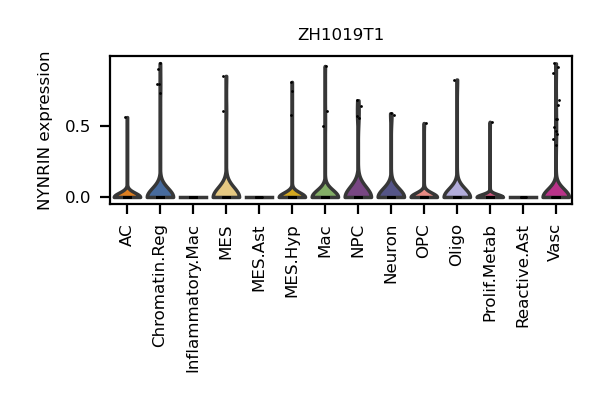 ZH1019T1
NYNRIN expression
0.5
0.0
AC
Chromatin.Reg
Inflammatory.Mac
MES
MES.Ast
MES.Hyp
Mac
NPC
Neuron
OPC
Oligo
Prolif.Metab
Reactive.Ast
Vasc